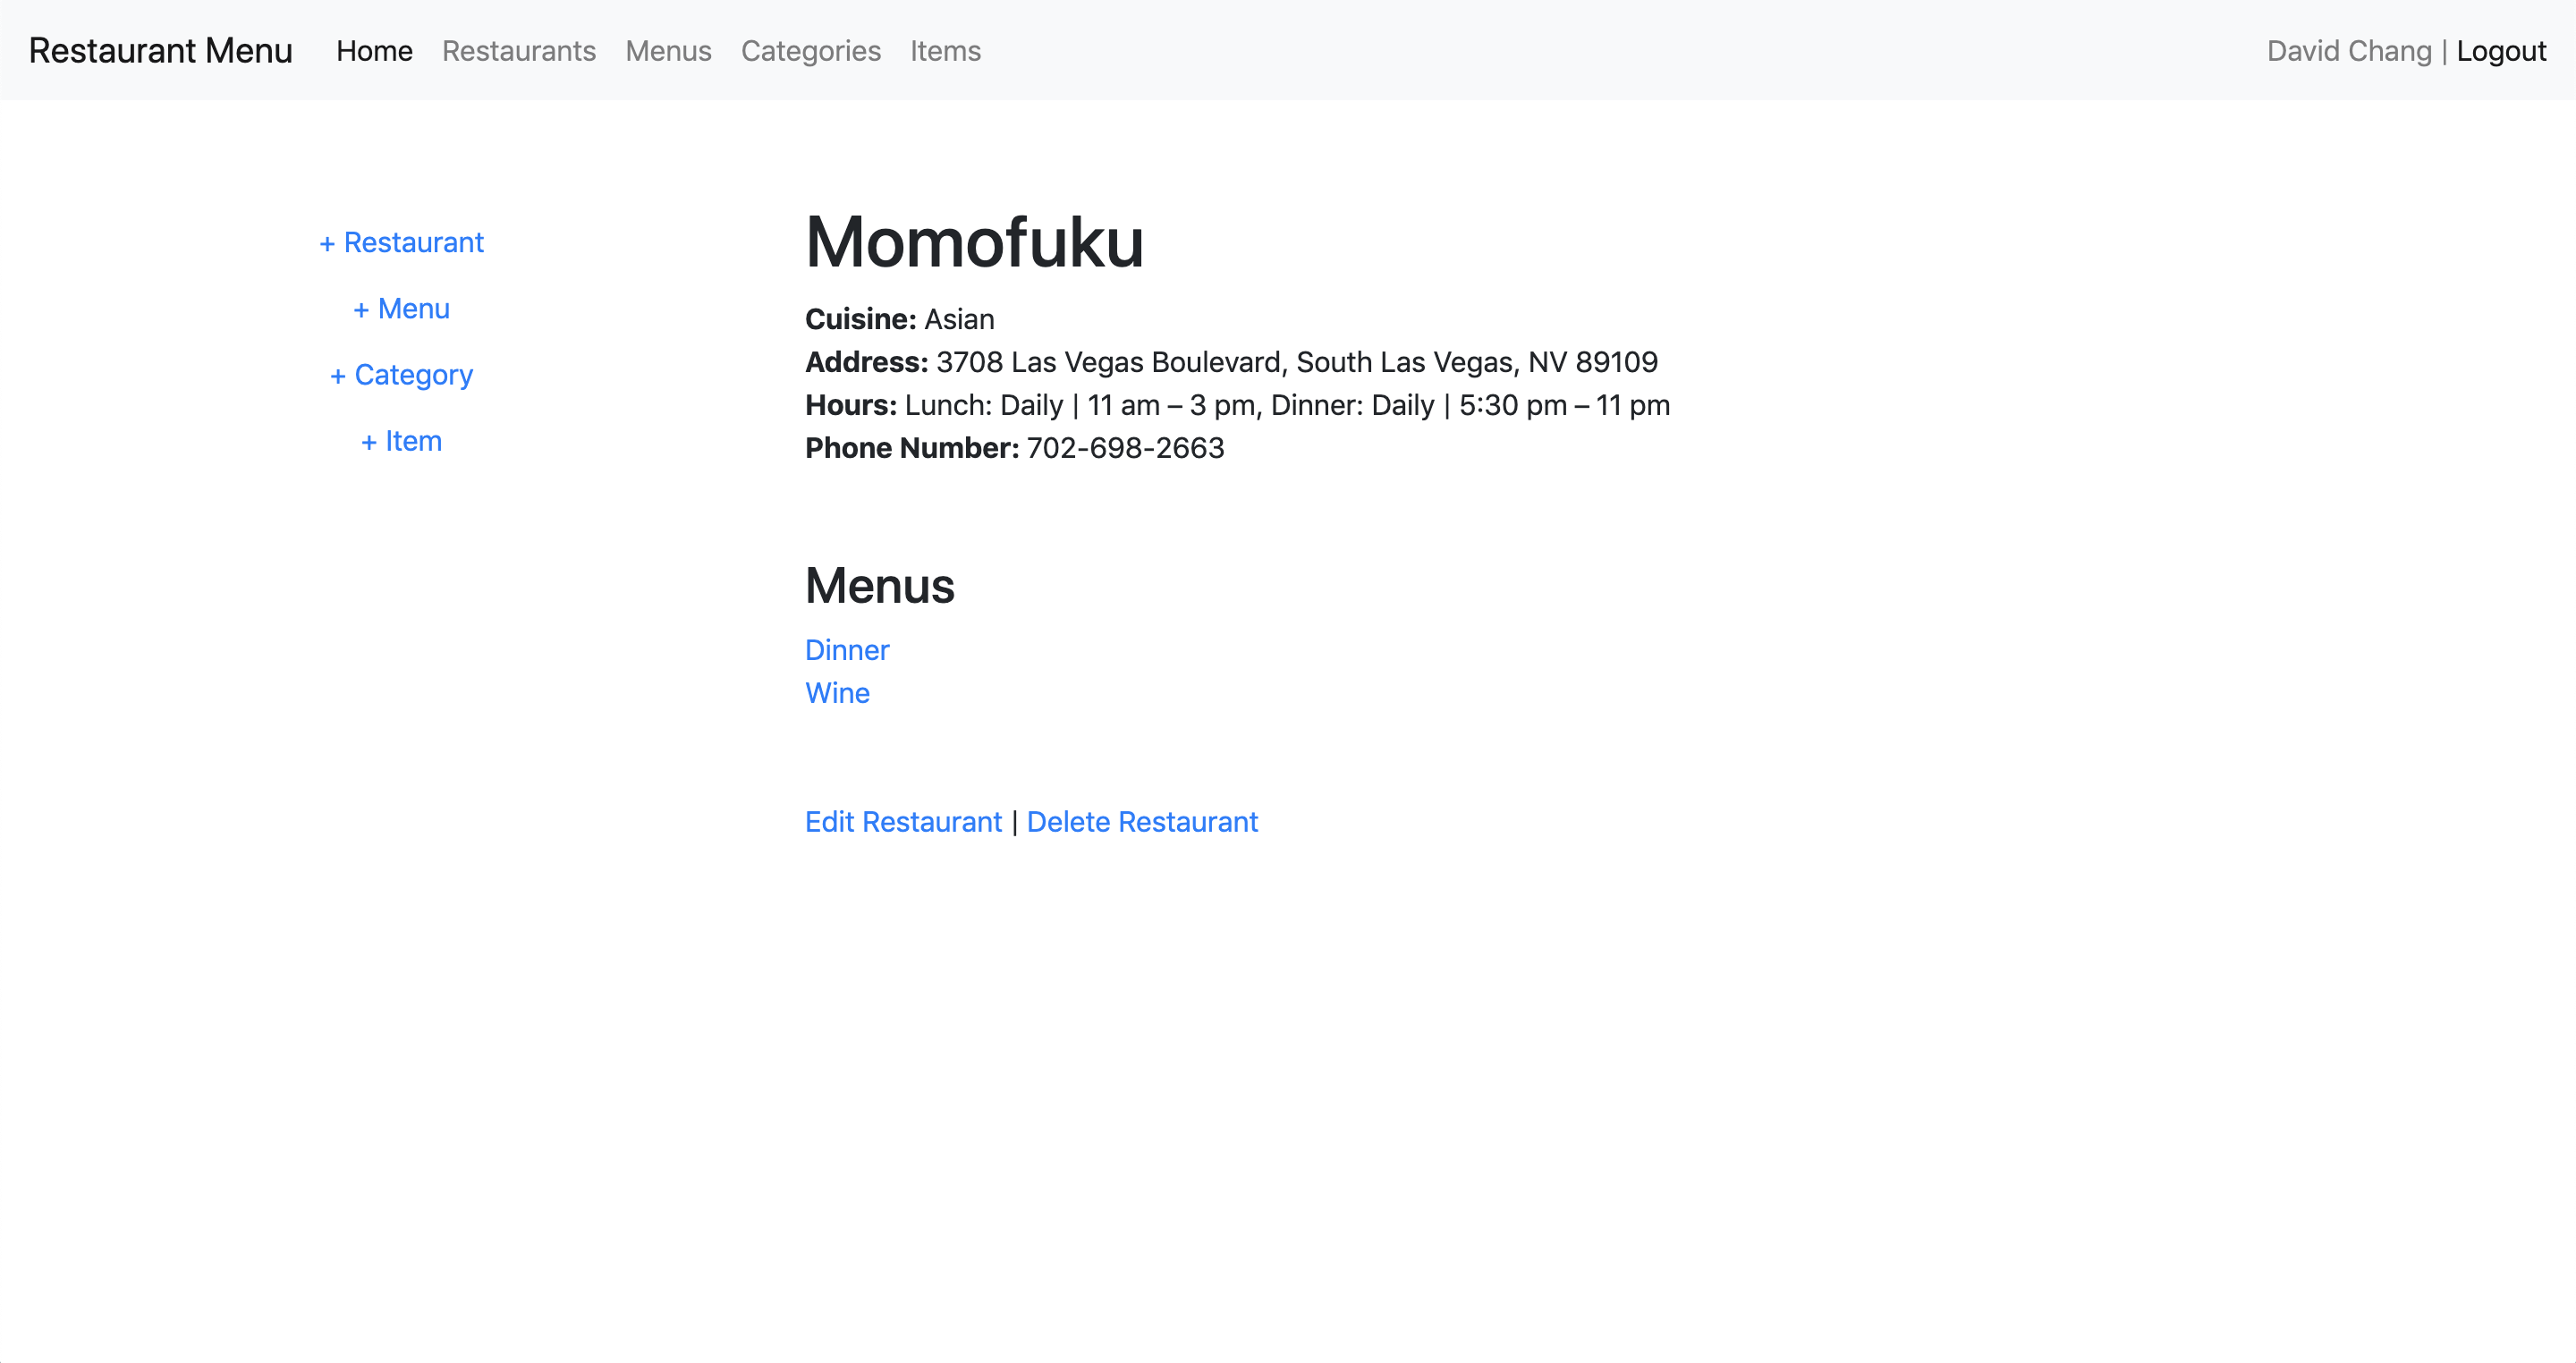 Restaurant Menu Home Restaurants Menus Categories Items David Chang | Logout
+ Restaurant
+ Menu
+ Category
+ Item
Momofuku
Cuisine: Asian
Address: 3708 Las Vegas Boulevard, South Las Vegas, NV 89109
Hours: Lunch: Daily | 11 am – 3 pm, Dinner: Daily | 5:30 pm – 11 pm
Phone Number: 702-698-2663
Menus
Dinner
Wine
Edit Restaurant | Delete Restaurant